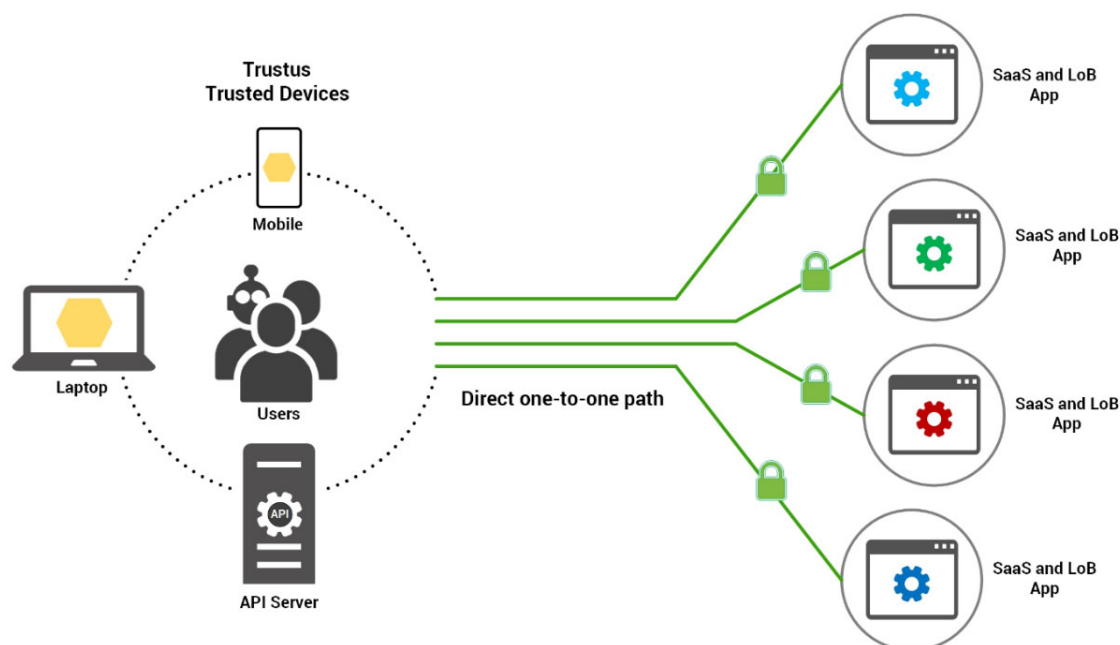 Trustus
Trusted Devices
Mobile
Laptop
Users
API
API Server
Direct one-to-one path
SaaS and LoB
App
SaaS and LoB
App
SaaS and LoB
App
SaaS and LoB
App